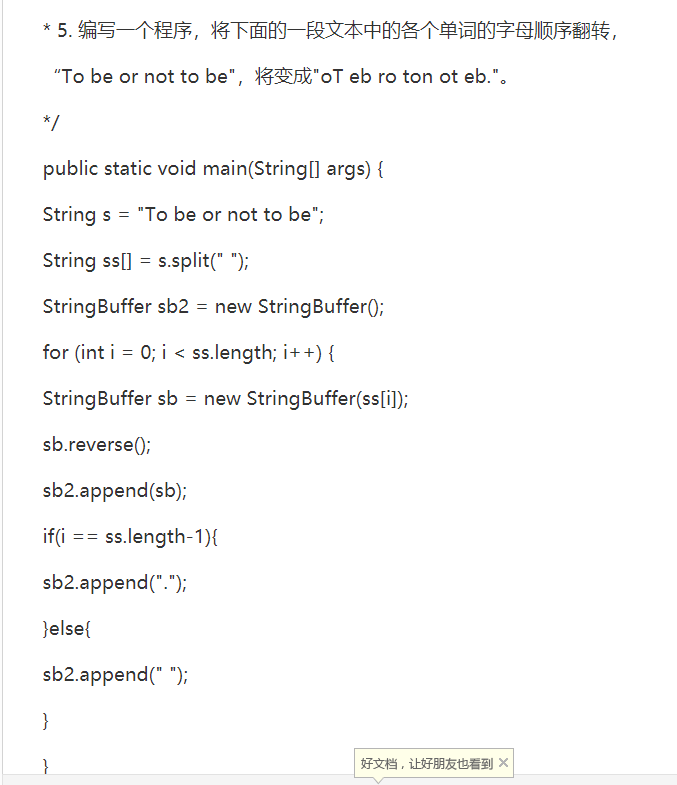 * 5. 编写一个程序，将下面的一段文本中的各个单词的字母顺序翻转，
“To be or not to be"，将变成"oT eb ro ton ot eb."。
*/
public static void main(String[] args) {
String s = "To be or not to be";
String ss[] = s.split(" ");
StringBuffer sb2 = new StringBuffer();
for (int i = 0; i < ss.length; i++) {
StringBuffer sb = new StringBuffer(ss[i]);
sb.reverse();
sb2.append(sb);
if(i == ss.length-1){
sb2.append(".");
}else{
sb2.append(" ");
}
}
好文档，让好朋友也看到